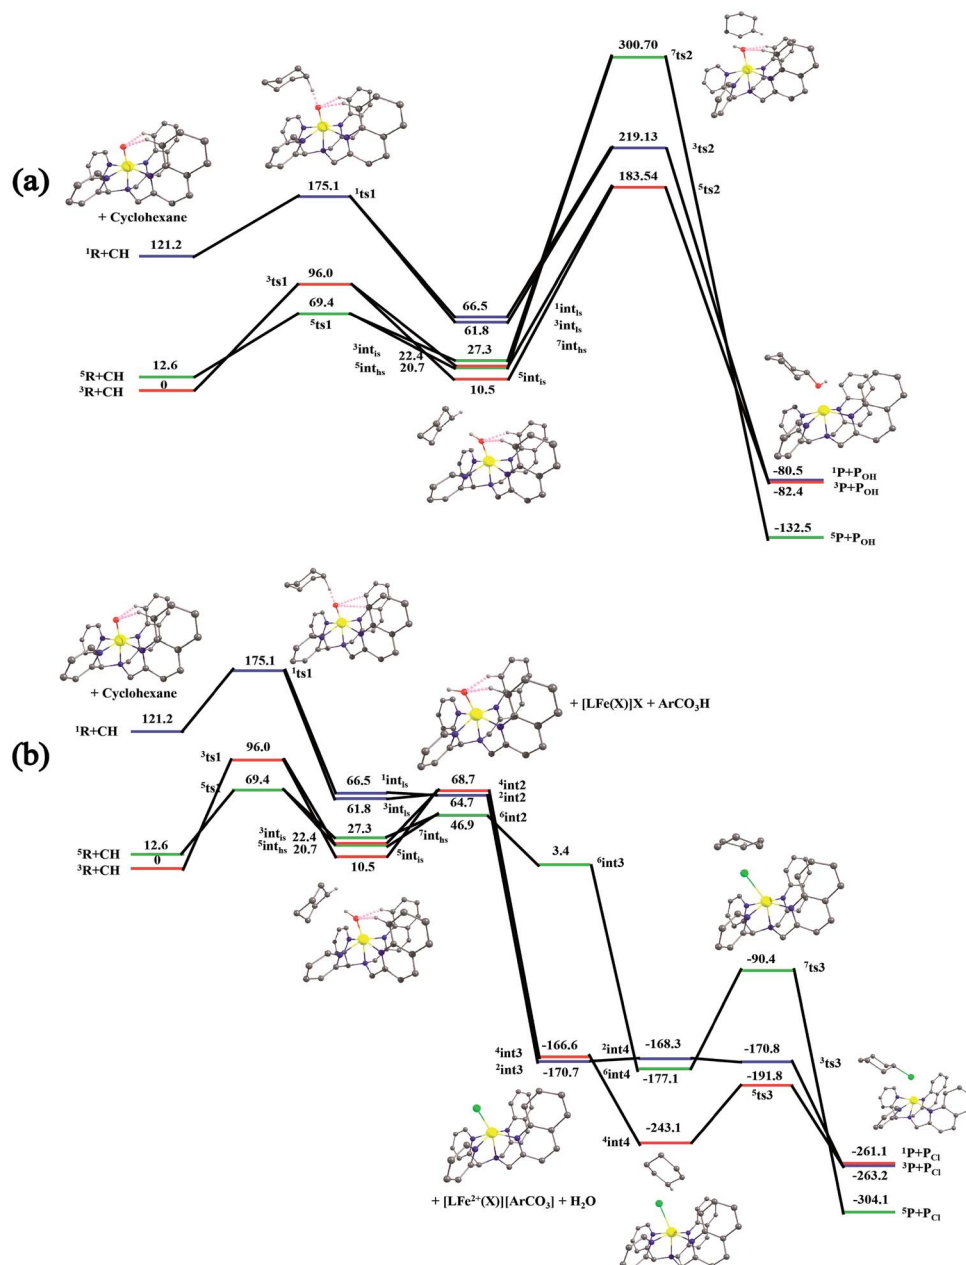 300.70
⁷ts2
219.13
³ts2
183.54
⁵ts2
(a)
+ Cyclohexane
175.1
¹ts1
¹R+CH
121.2
³ts1
96.0
69.4
⁵ts1
66.5
61.8
¹intₗₛ
³intₗₛ
⁷intₕₛ
27.3
³intᵢₛ
22.4
⁵intₕₛ
20.7
10.5
⁵intᵢₛ
⁵R+CH
12.6
³R+CH
0
-80.5
¹P+P_OH
-82.4
³P+P_OH
-132.5
⁵P+P_OH
(b)
+ Cyclohexane
175.1
¹ts1
¹R+CH
121.2
+ [LFe(X)]X + ArCO₃H
³ts1
96.0
⁵ts1
69.4
66.5
¹intₗₛ
61.8
³intₗₛ
68.7
⁴int2
²int2
64.7
⁶int2
46.9
³intᵢₛ
22.4
27.3
⁷intₕₛ
⁵intₕₛ
20.7
10.5
⁵intᵢₛ
⁵R+CH
12.6
³R+CH
0
3.4
⁶int3
-90.4
⁷ts3
⁴int3
-166.6
²int3
-170.7
²int4
-168.3
⁶int4
-177.1
-170.8
³ts3
-191.8
⁵ts3
⁴int4
-243.1
-261.1
¹P+P_Cl
-263.2
³P+P_Cl
-304.1
⁵P+P_Cl
+ [LFe²⁺(X)][ArCO₃] + H₂O